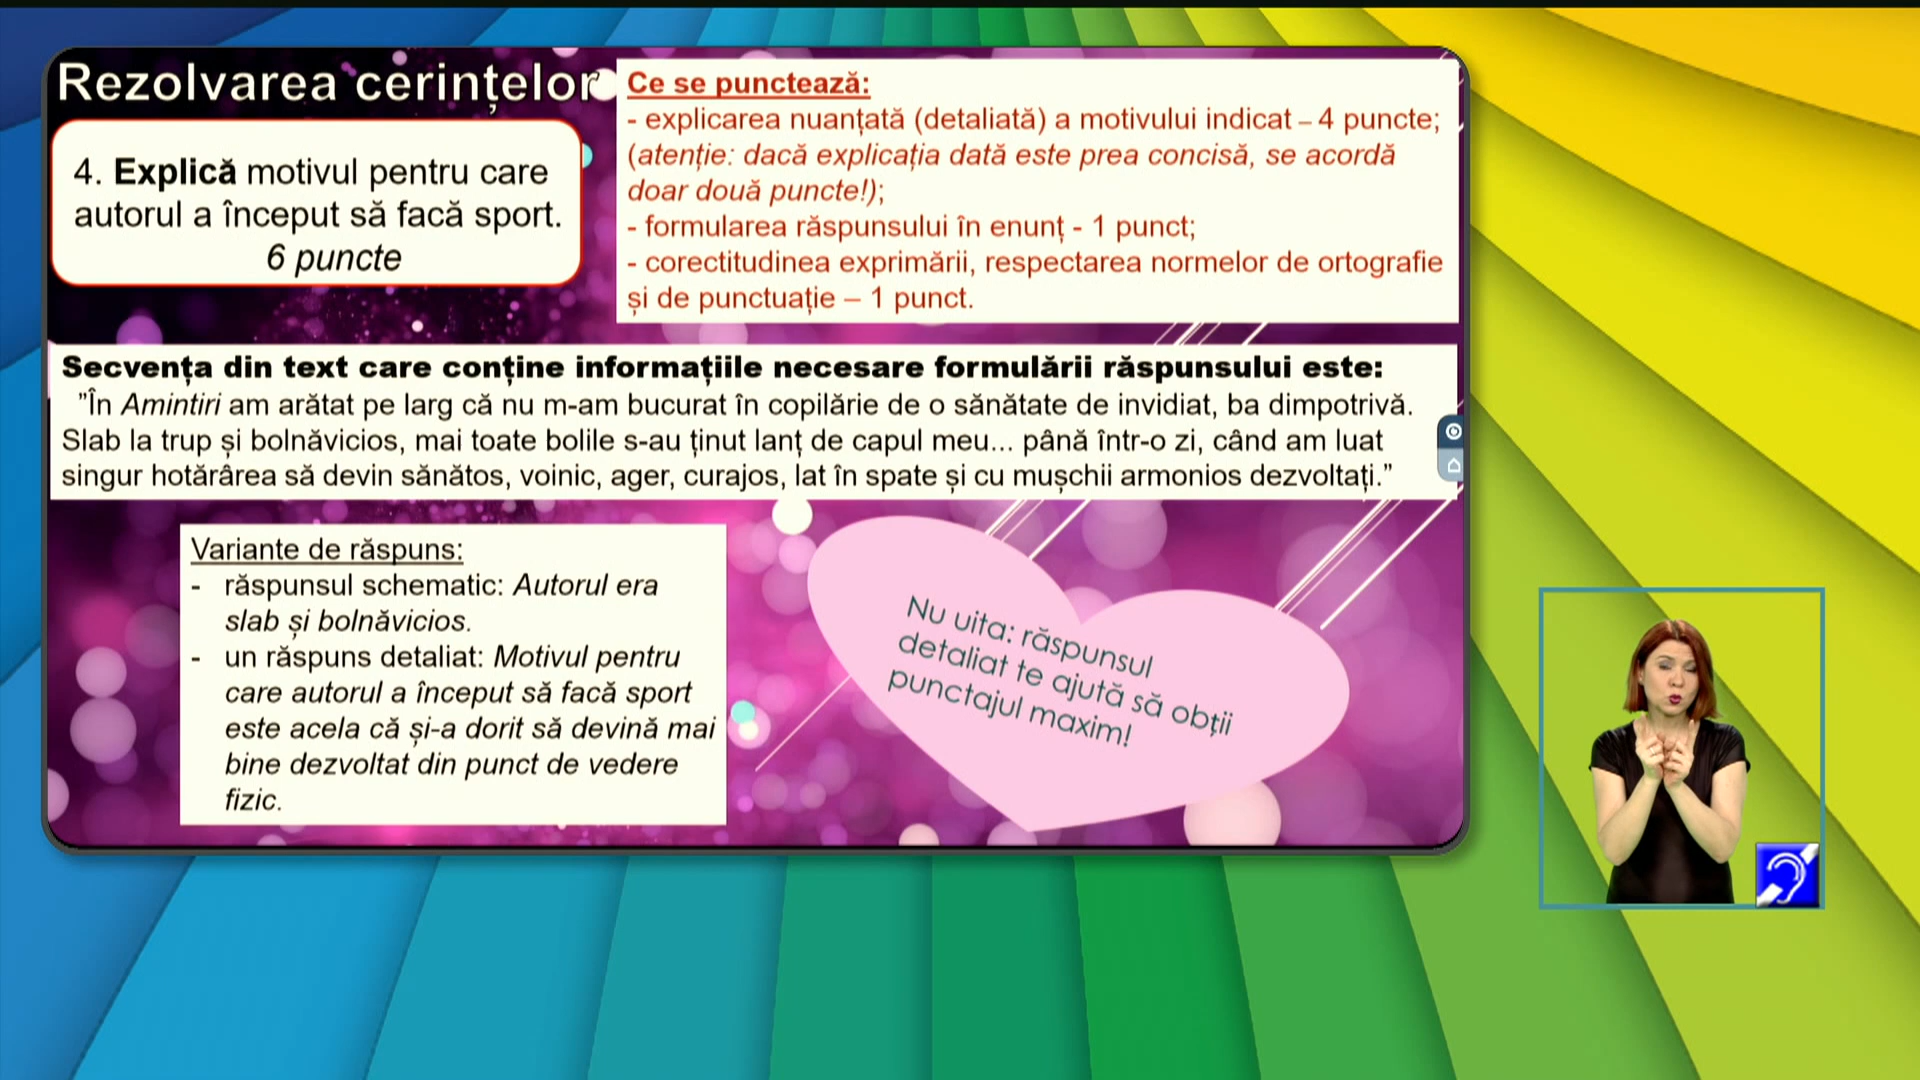 Rezolvarea cerințelor
4. Explică motivul pentru care
autorul a început să facă sport.
6 puncte
Ce se punctează:
- explicarea nuanțată (detaliată) a motivului indicat – 4 puncte;
(atenție: dacă explicația dată este prea concisă, se acordă
doar două puncte!);
- formularea răspunsului în enunț - 1 punct;
- corectitudinea exprimării, respectarea normelor de ortografie
și de punctuație – 1 punct.
Secvența din text care conține informațiile necesare formulării răspunsului este:
”În Amintiri am arătat pe larg că nu m-am bucurat în copilărie de o sănătate de invidiat, ba dimpotrivă.
Slab la trup și bolnăvicios, mai toate bolile s-au ținut lanț de capul meu... până într-o zi, când am luat
singur hotărârea să devin sănătos, voinic, ager, curajos, lat în spate și cu mușchii armonios dezvoltați.”
Variante de răspuns:
- răspunsul schematic: Autorul era
slab și bolnăvicios.
- un răspuns detaliat: Motivul pentru
care autorul a început să facă sport
este acela că și-a dorit să devină mai
bine dezvoltat din punct de vedere
fizic.
Nu uita: răspunsul
detaliat te ajută să obții
punctajul maxim!